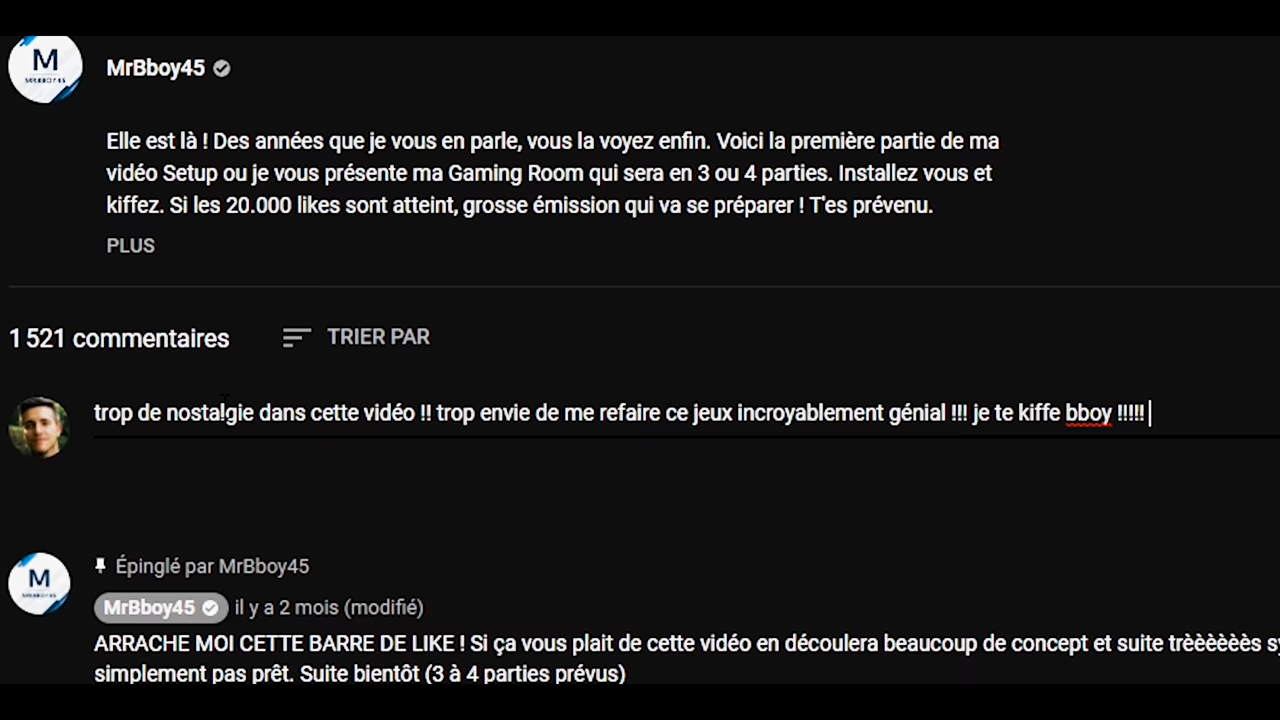 M
MRBBOY45
MrBboy45
Elle est là ! Des années que je vous en parle, vous la voyez enfin. Voici la première partie de ma
vidéo Setup ou je vous présente ma Gaming Room qui sera en 3 ou 4 parties. Installez vous et
kiffez. Si les 20.000 likes sont atteint, grosse émission qui va se préparer ! T'es prévenu.
PLUS
1 521 commentaires
TRIER PAR
trop de nostalgie dans cette vidéo !! trop envie de me refaire ce jeux incroyablement génial !!! je te kiffe bboy !!!!!
M
MRBBOY45
Épinglé par MrBboy45
MrBboy45 il y a 2 mois (modifié)
ARRACHE MOI CETTE BARRE DE LIKE ! Si ça vous plait de cette vidéo en découlera beaucoup de concept et suite trèèèèèès
simplement pas prêt. Suite bientôt (3 à 4 parties prévus)